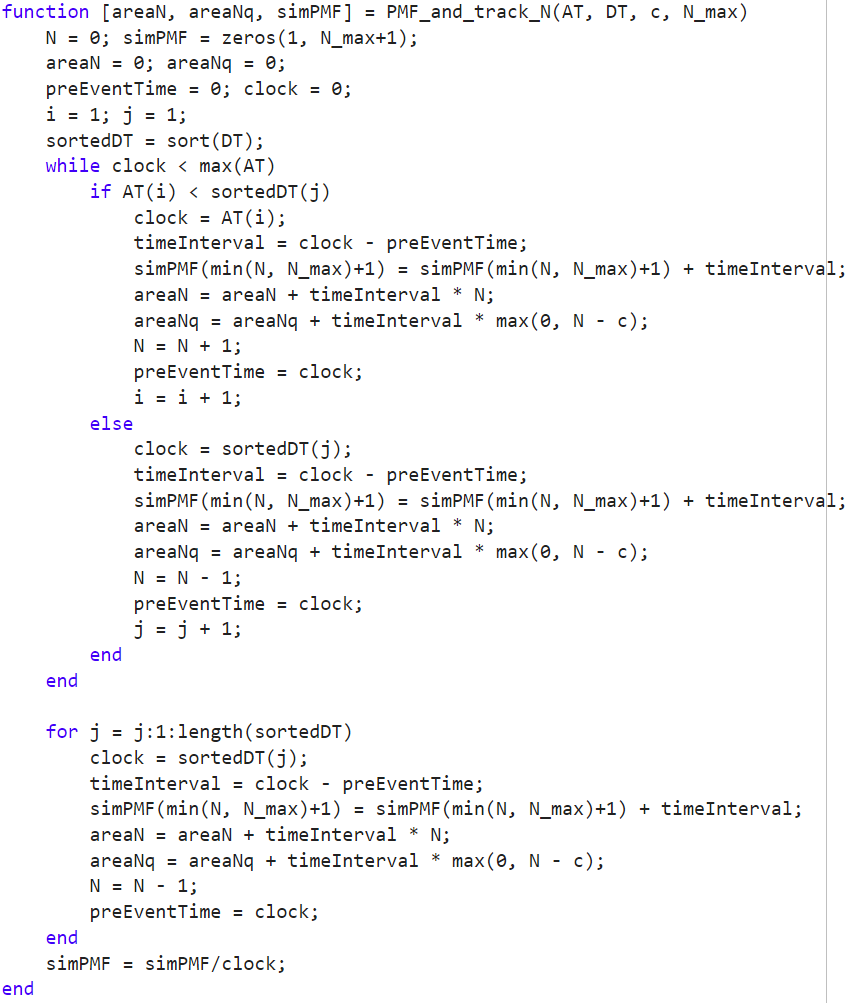 function [areaN, areaNq, simPMF] = PMF_and_track_N(AT, DT, c, N_max)
    N = 0; simPMF = zeros(1, N_max+1);
    areaN = 0; areaNq = 0;
    preEventTime = 0; clock = 0;
    i = 1; j = 1;
    sortedDT = sort(DT);
    while clock < max(AT)
        if AT(i) < sortedDT(j)
            clock = AT(i);
            timeInterval = clock - preEventTime;
            simPMF(min(N, N_max)+1) = simPMF(min(N, N_max)+1) + timeInterval;
            areaN = areaN + timeInterval * N;
            areaNq = areaNq + timeInterval * max(0, N - c);
            N = N + 1;
            preEventTime = clock;
            i = i + 1;
        else
            clock = sortedDT(j);
            timeInterval = clock - preEventTime;
            simPMF(min(N, N_max)+1) = simPMF(min(N, N_max)+1) + timeInterval;
            areaN = areaN + timeInterval * N;
            areaNq = areaNq + timeInterval * max(0, N - c);
            N = N - 1;
            preEventTime = clock;
            j = j + 1;
        end
    end

    for j = j:1:length(sortedDT)
        clock = sortedDT(j);
        timeInterval = clock - preEventTime;
        simPMF(min(N, N_max)+1) = simPMF(min(N, N_max)+1) + timeInterval;
        areaN = areaN + timeInterval * N;
        areaNq = areaNq + timeInterval * max(0, N - c);
        N = N - 1;
        preEventTime = clock;
    end
    simPMF = simPMF/clock;
end